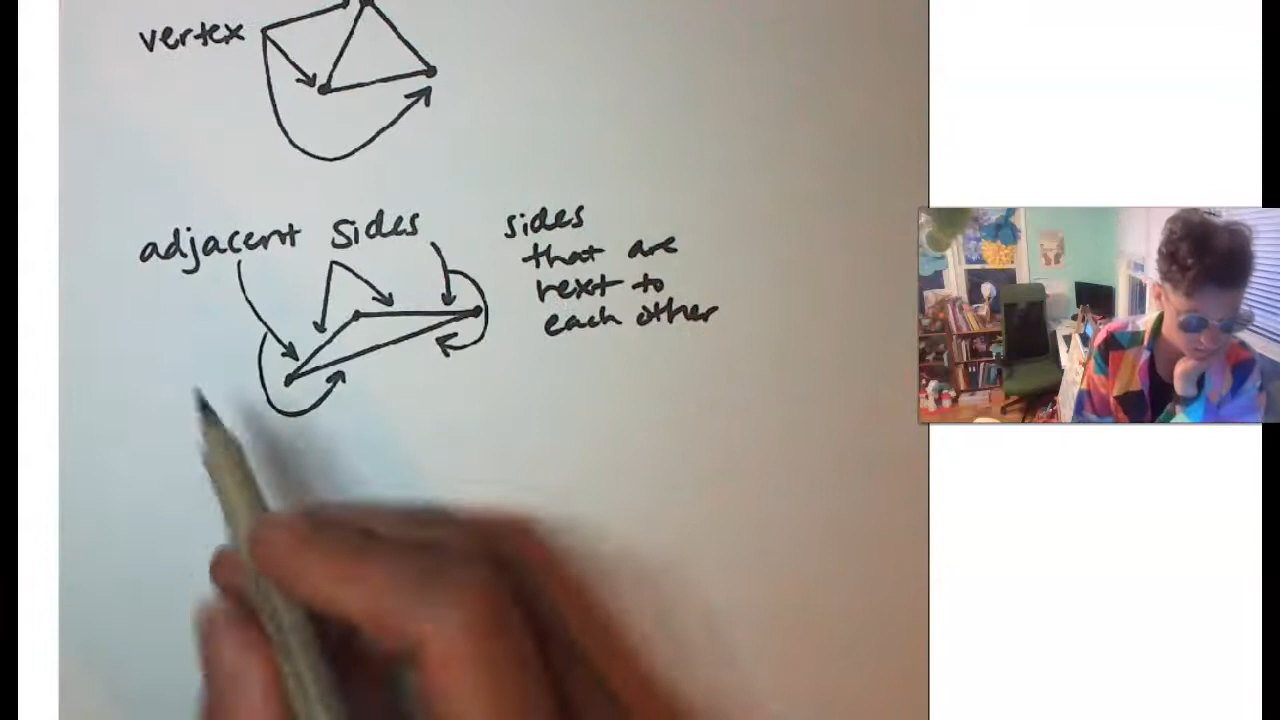 vertex
adjacent sides
sides
that are
next to
each other